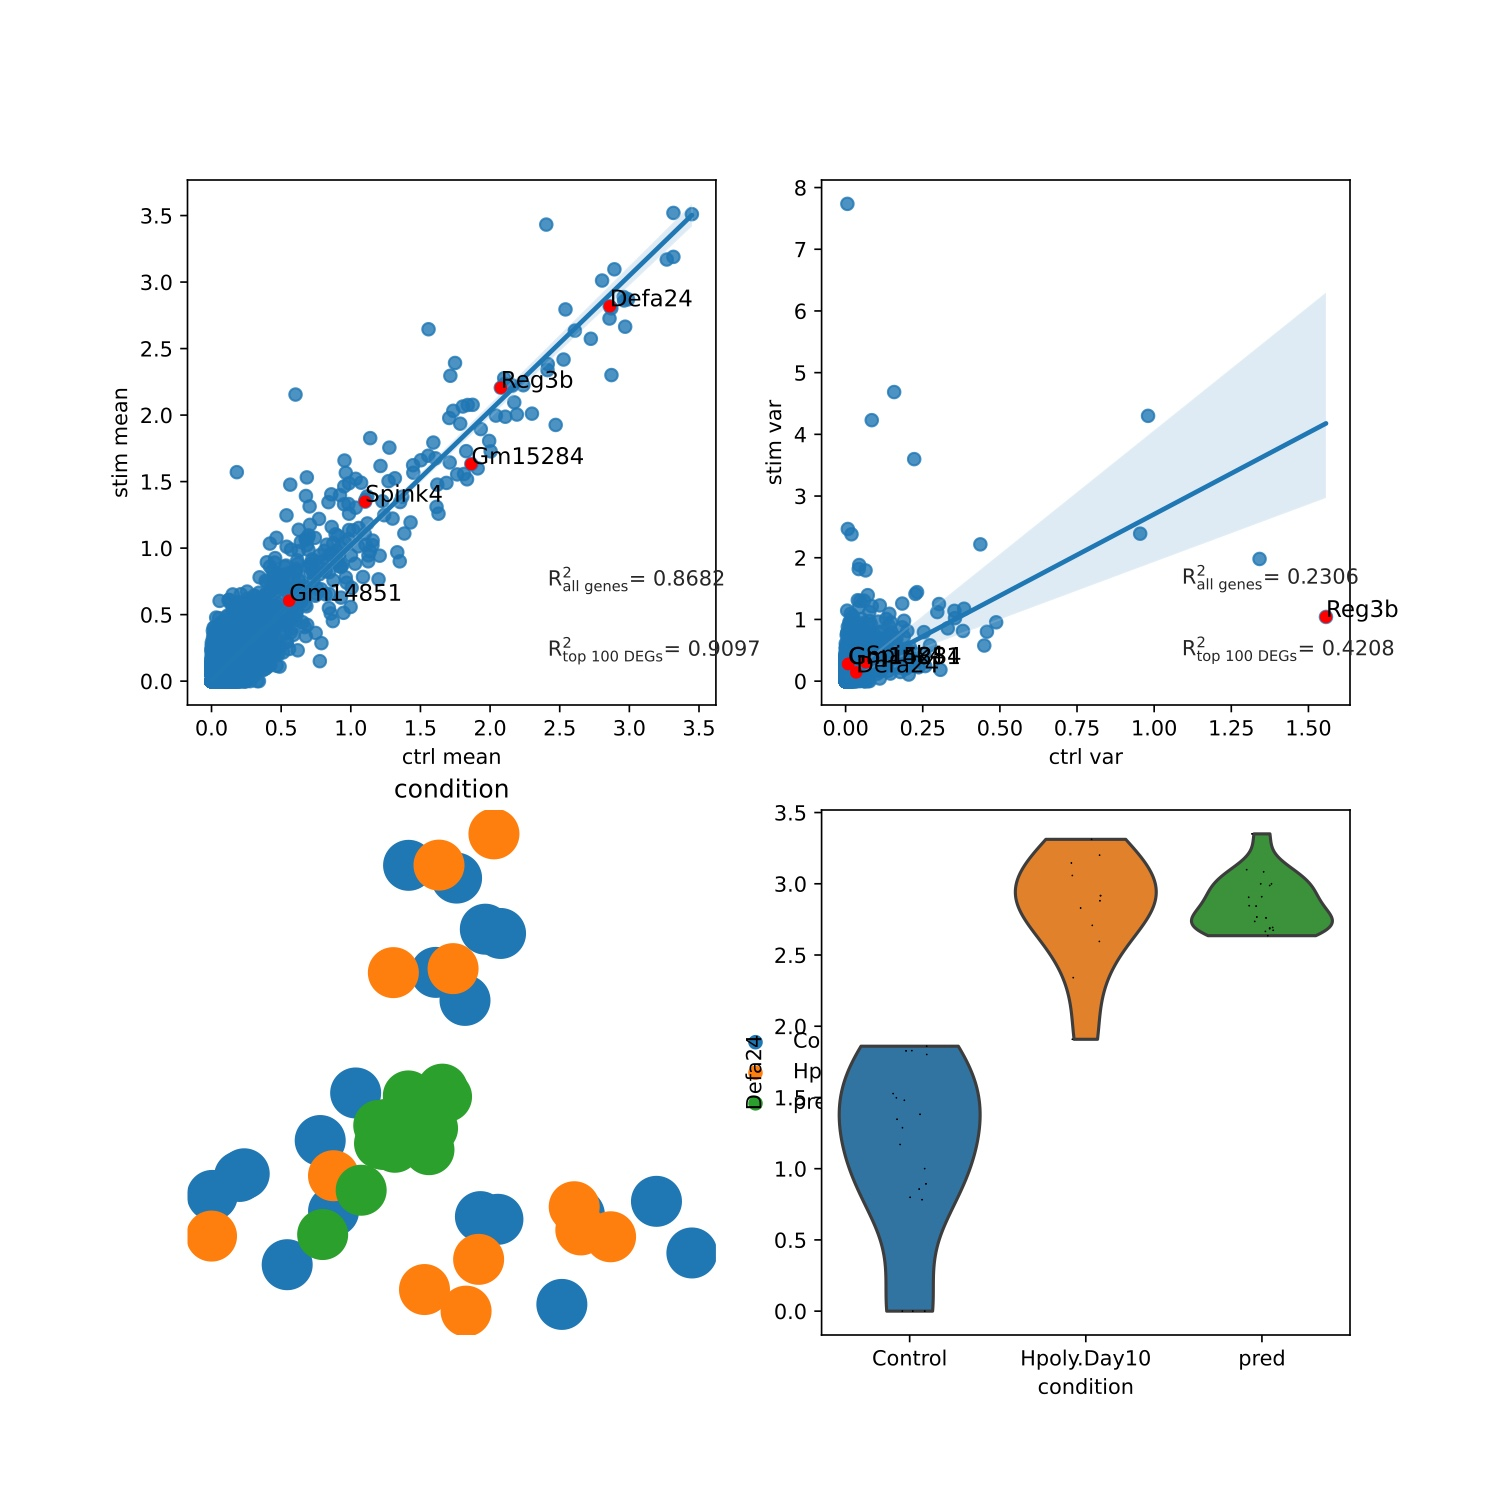 3.5
3.0
2.5
2.0
1.5
1.0
0.5
0.0
stim mean
Defa24
Reg3b
Gm15284
Spink4
Gm14851
R2all genes= 0.8682
R2top 100 DEGs= 0.9097
0.0 0.5 1.0 1.5 2.0 2.5 3.0 3.5
ctrl mean
8
7
6
5
4
3
2
1
0
stim var
R2all genes= 0.2306
Reg3b
R2top 100 DEGs= 0.4208
Defa24
0.00 0.25 0.50 0.75 1.00 1.25 1.50
ctrl var
condition
Co
Hp
pre
3.5
3.0
2.5
2.0
1.5
1.0
0.5
0.0
Defa24
Control Hpoly.Day10 pred
condition